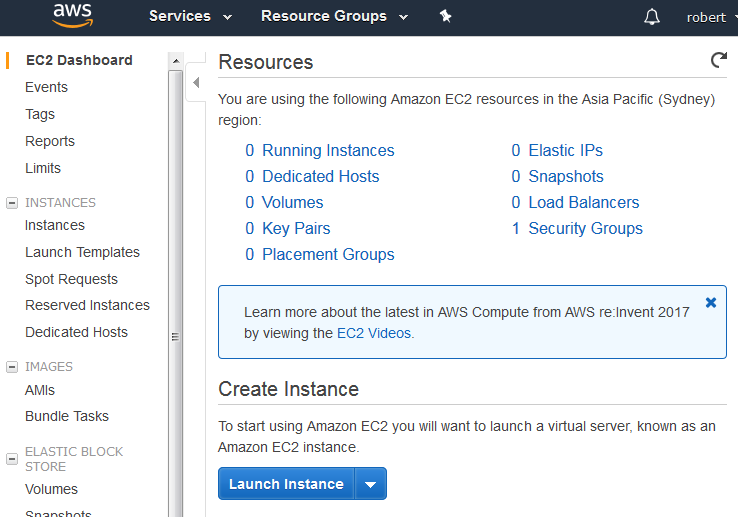 aws
Services
Resource Groups
robert
EC2 Dashboard
Events
Tags
Reports
Limits
INSTANCES
Instances
Launch Templates
Spot Requests
Reserved Instances
Dedicated Hosts
IMAGES
AMIs
Bundle Tasks
ELASTIC BLOCK
STORE
Volumes
Snapshots
Resources
You are using the following Amazon EC2 resources in the Asia Pacific (Sydney)
region:
0 Running Instances
0 Dedicated Hosts
0 Volumes
0 Key Pairs
0 Placement Groups
0 Elastic IPs
0 Snapshots
0 Load Balancers
1 Security Groups
Learn more about the latest in AWS Compute from AWS re:Invent 2017
by viewing the EC2 Videos.
Create Instance
To start using Amazon EC2 you will want to launch a virtual server, known as an
Amazon EC2 instance.
Launch Instance